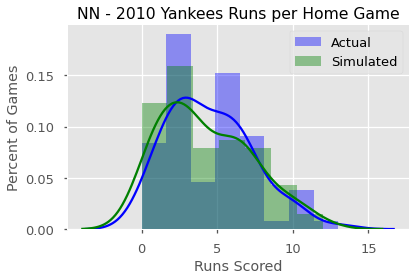 NN - 2010 Yankees Runs per Home Game
Actual
Simulated
Percent of Games
0.15
0.10
0.05
0.00
0
5
10
15
Runs Scored